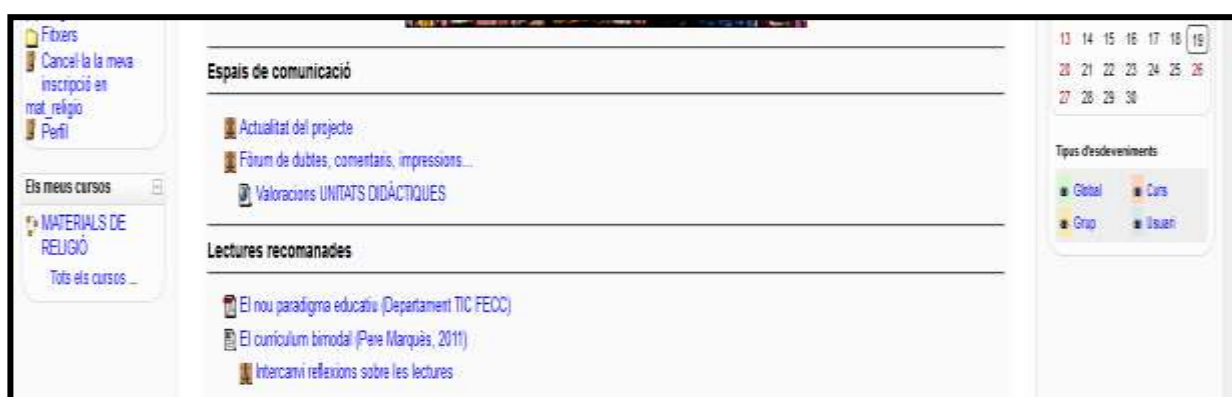 Fitxers
Cancel·la la meva
inscripció en
mat_religio
Perfil
Els meus cursos
MATERIALS DE
RELIGIÓ
Tots els cursos ...
Espais de comunicació
Actualitat del projecte
Fòrum de dubtes, comentaris, impressions...
Valoracions UNITATS DIDÀCTIQUES
Lectures recomanades
El nou paradigma educatiu (Departament TIC FECC)
El currículum bimodal (Pere Marquès, 2011)
Intercanvi reflexions sobre les lectures
13 14 15 16 17 18 19
20 21 22 23 24 25 26
27 28 29 30
Tipus d'esdeveniments
Global Curs
Grup Usuari